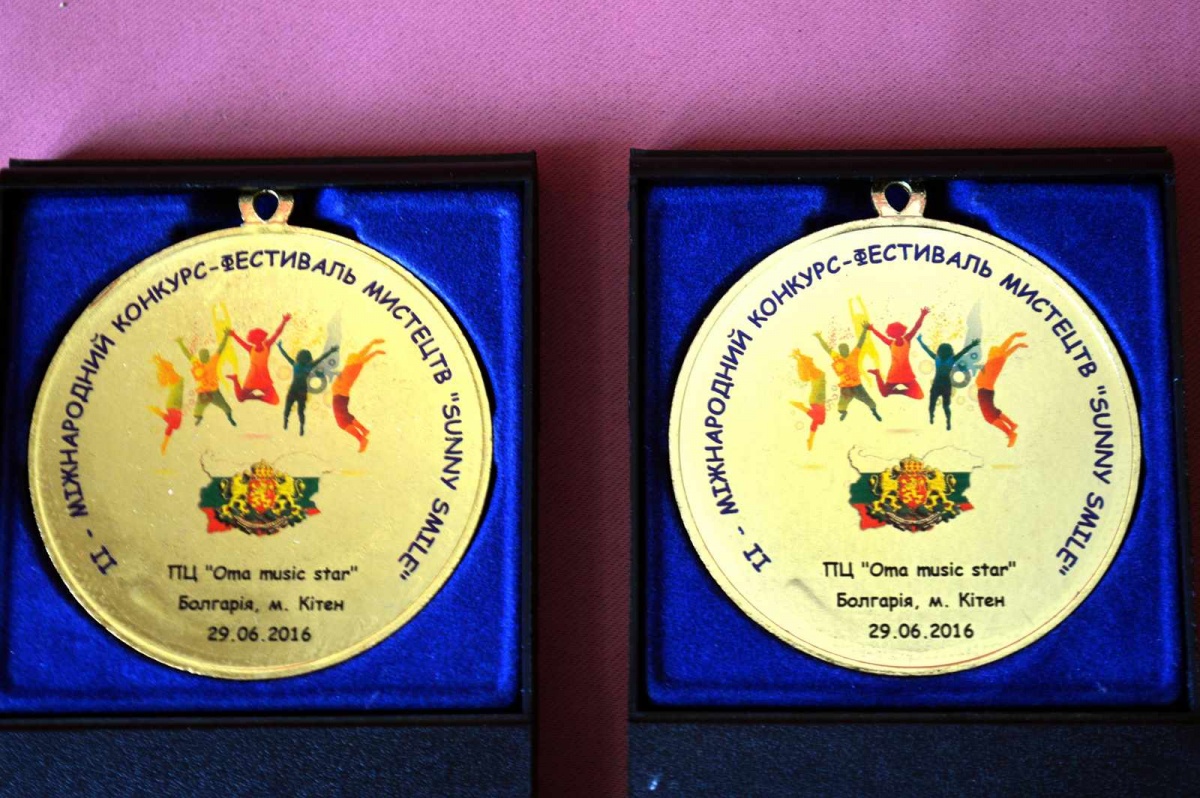 II - МІЖНАРОДНИЙ КОНКУРС-ФЕСТИВАЛЬ МИСТЕЦТВ "SUNNY SMILE"
ПЦ "Oma music star"
Болгарія, м. Кітен
29.06.2016
II - МІЖНАРОДНИЙ КОНКУРС-ФЕСТИВАЛЬ МИСТЕЦТВ "SUNNY SMILE"
ПЦ "Oma music star"
Болгарія, м. Кітен
29.06.2016